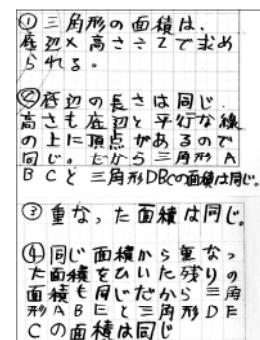 ①三角形の面積は、
底辺×高さ÷2で求め
られる。
②底辺の長さは同じ。
高さも底辺と平行な線
の上に頂点があるので
同じ。だから三角形A
BCと三角形DBCの面積は同じ。
③重なった面積は同じ。
④同じ面積から重なっ
た面積をひいた残りの
面積も同じだから三角
形ABEと三角形DE
Cの面積は同じ